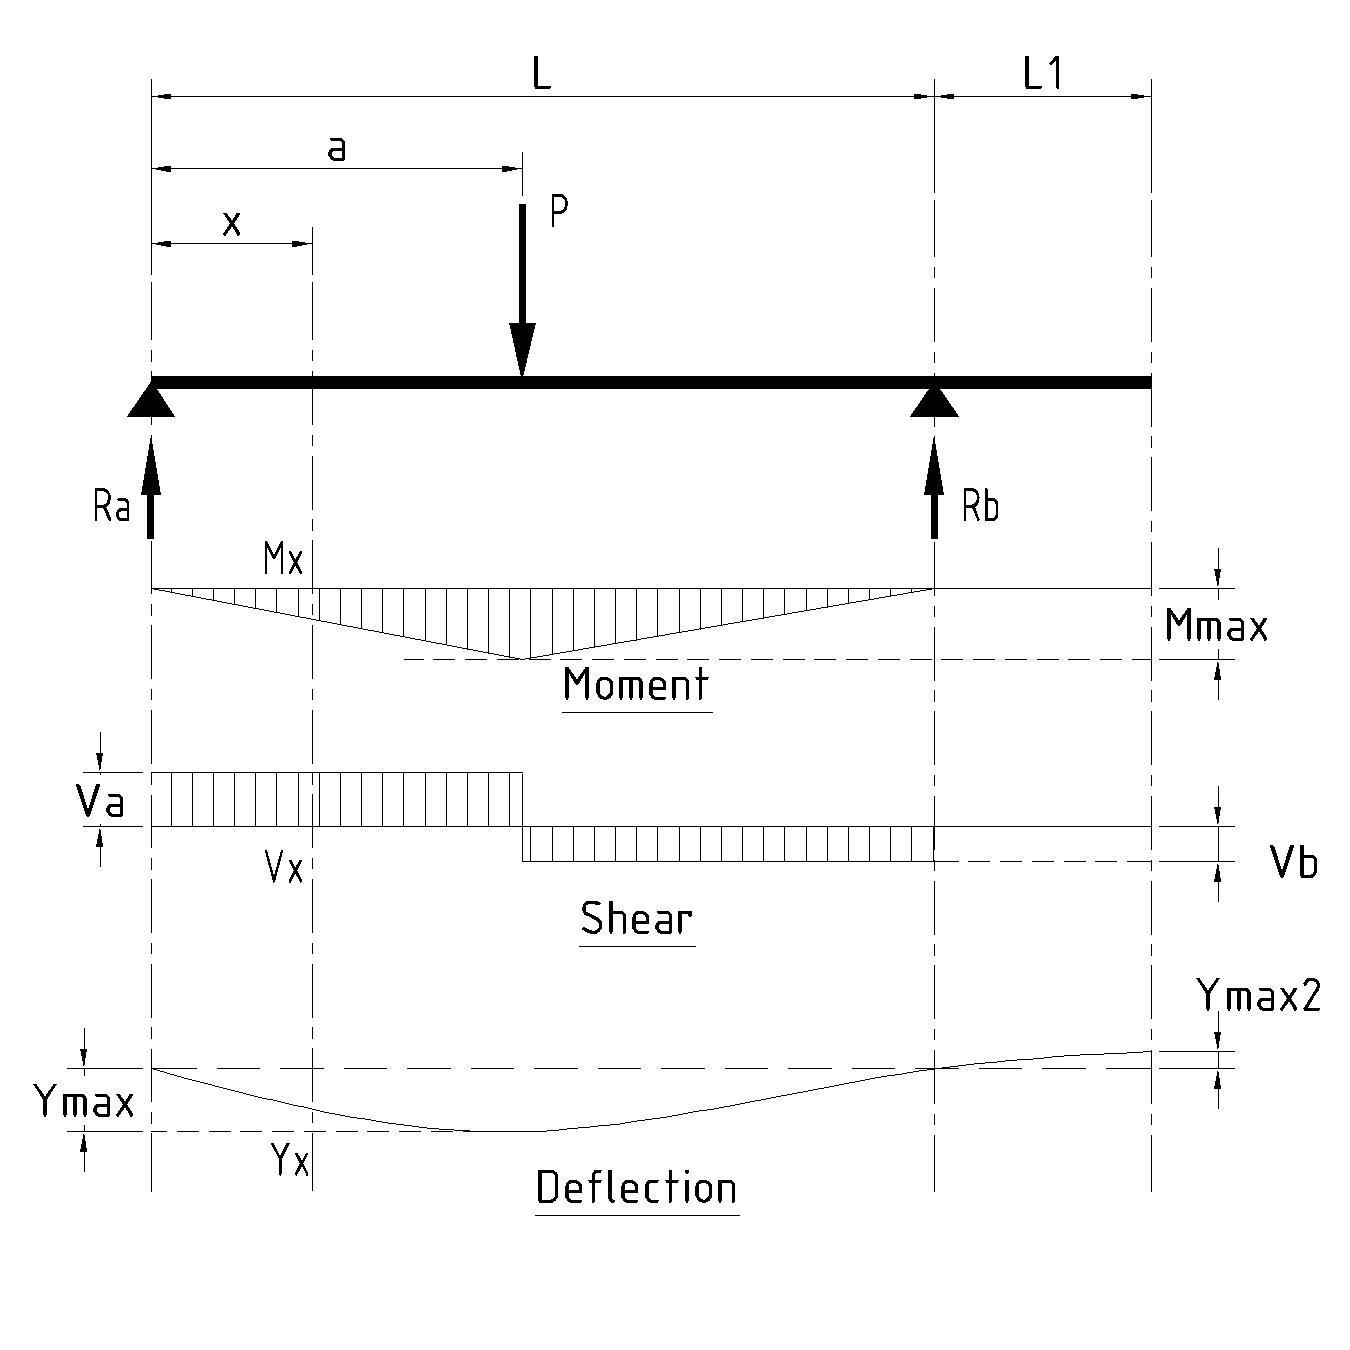 L
L1
a
x
P
Ra
Rb
Mx
Mmax
Moment
Va
Vx
Vb
Shear
Ymax2
Ymax
Yx
Deflection